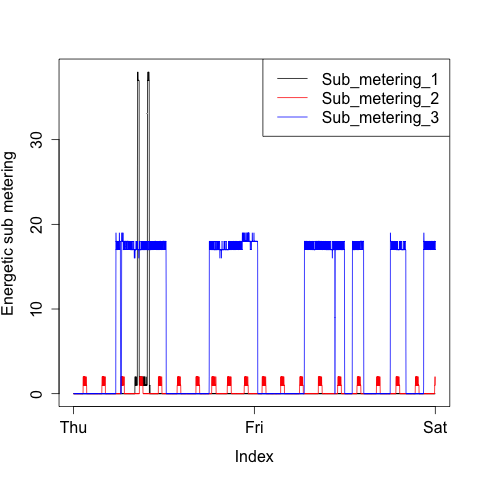 Sub_metering_1
Sub_metering_2
Sub_metering_3
Energetic sub metering
30
20
10
0
Thu
Fri
Sat
Index